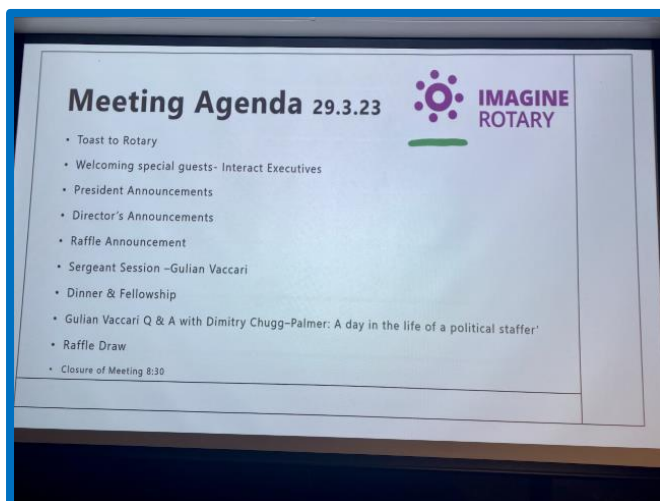 Meeting Agenda 29.3.23
IMAGINE
ROTARY
• Toast to Rotary
• Welcoming special guests- Interact Executives
• President Announcements
• Director's Announcements
• Raffle Announcement
• Sergeant Session –Gulian Vaccari
• Dinner & Fellowship
• Gulian Vaccari Q & A with Dimitry Chugg–Palmer: A day in the life of a political staffer'
• Raffle Draw
• Closure of Meeting 8:30